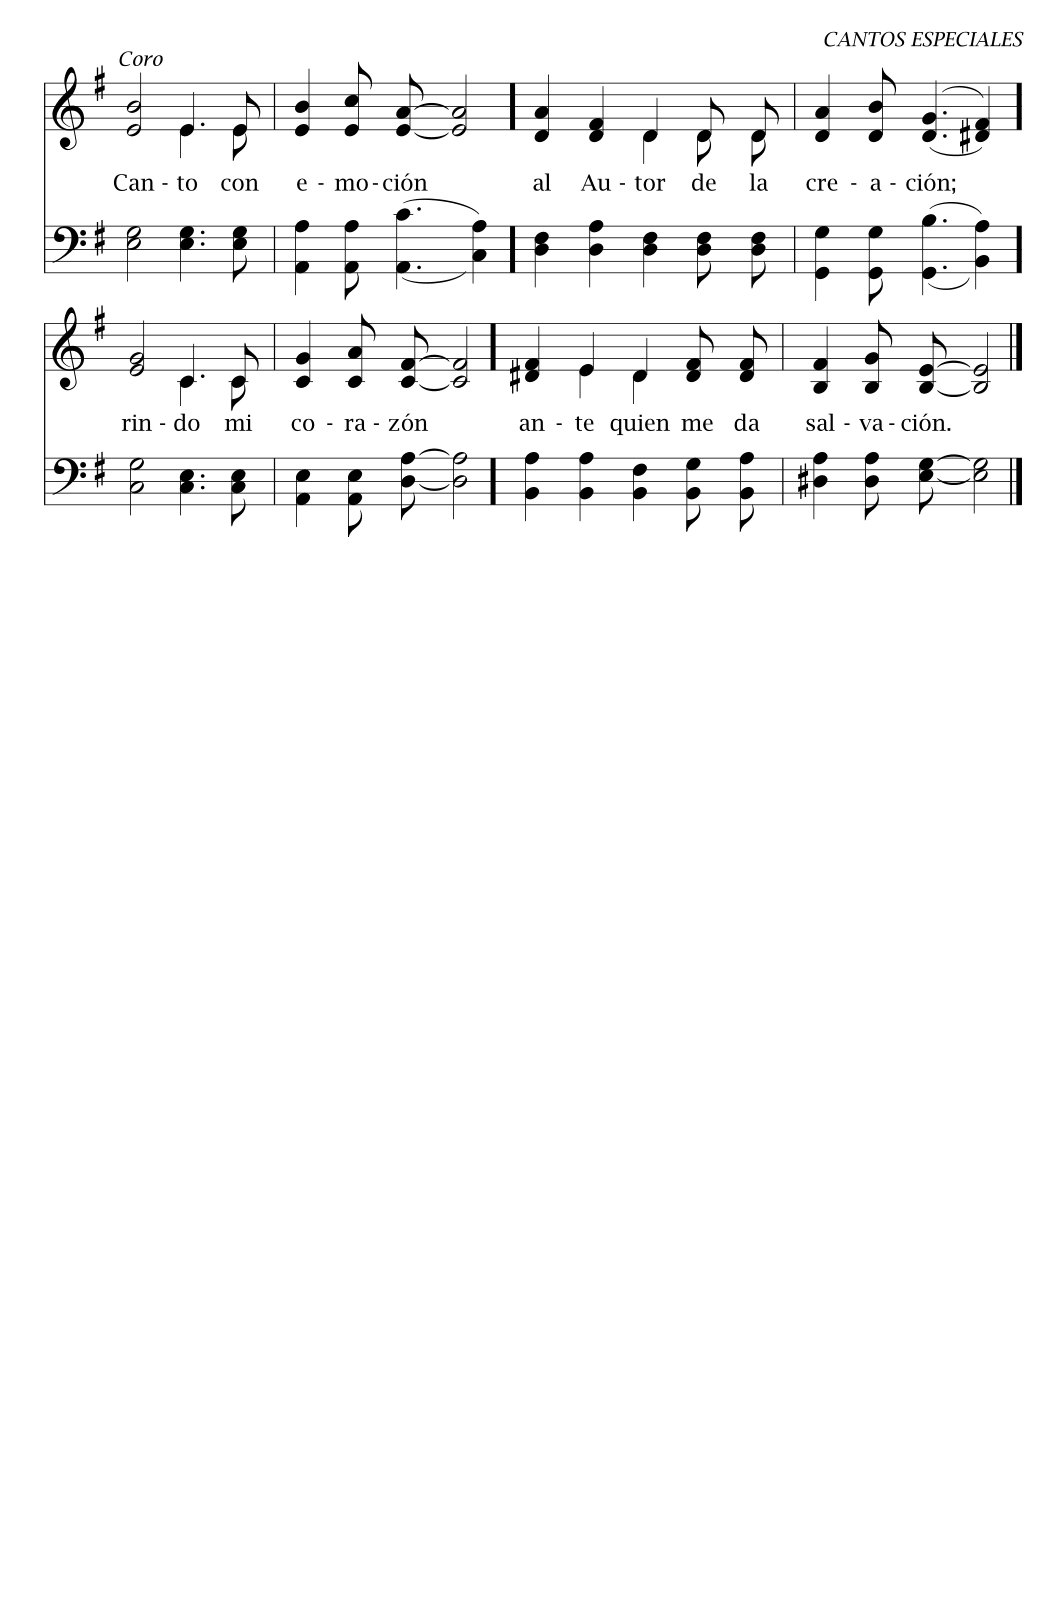 CANTOS ESPECIALES
Coro
Can - to con e - mo - ción al Au - tor de la cre - a - ción;
rin - do mi co - ra - zón an - te quien me da sal - va - ción.